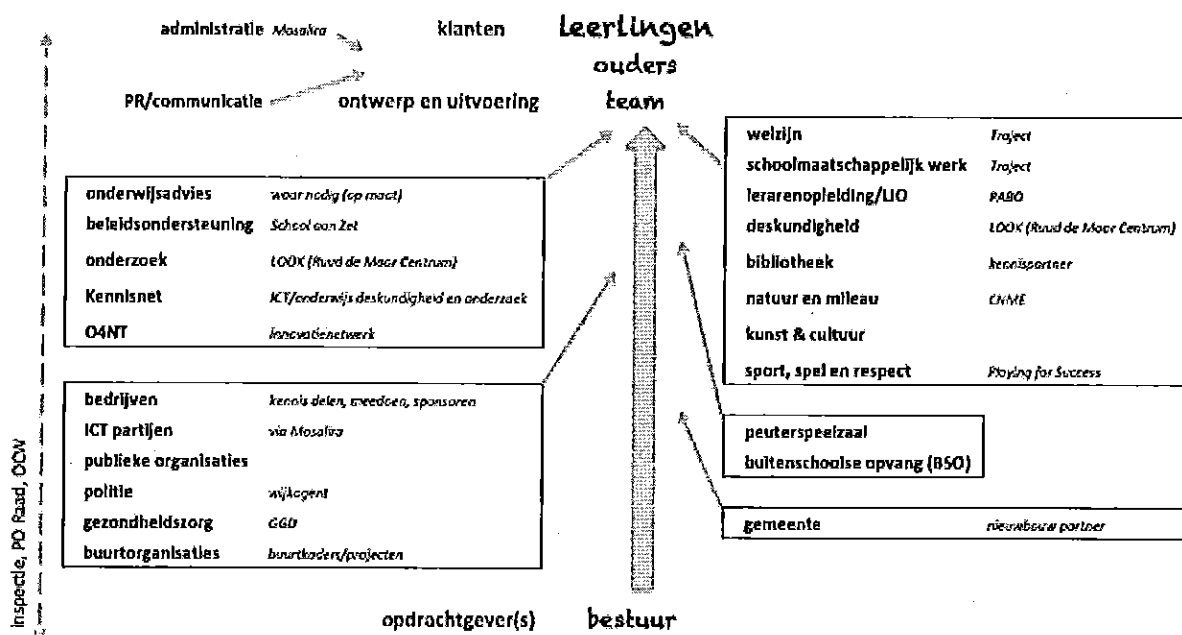 administratie Mosalira
klanten
leerlingen
ouders
PR/communicatie
ontwerp en uitvoering
team
onderwijsadvies waar nodig (op maat)
beleidsondersteuning School aan Zet
onderzoek LOOK (Ruud de Moor Centrum)
Kennisnet ICT/onderwijs deskundigheid en onderzoek
O4NT innovatienetwerk
bedrijven kennis delen, meedoen, sponsoren
ICT partijen via Mosalira
publieke organisaties
politie wijkagent
gezondheidszorg GGD
buurtorganisaties buurtkaders/projecten
welzijn Traject
schoolmaatschappelijk werk Traject
lerarenopleiding/LIO PABO
deskundigheid LOOK (Ruud de Moor Centrum)
bibliotheek kennispartner
natuur en mileau CNME
kunst & cultuur
sport, spel en respect Playing for Success
peuterspeelzaal
buitenschoolse opvang (BSO)
gemeente nieuwbouw partner
opdrachtgever(s)
bestuur
Inspectie, PO Raad, OCW